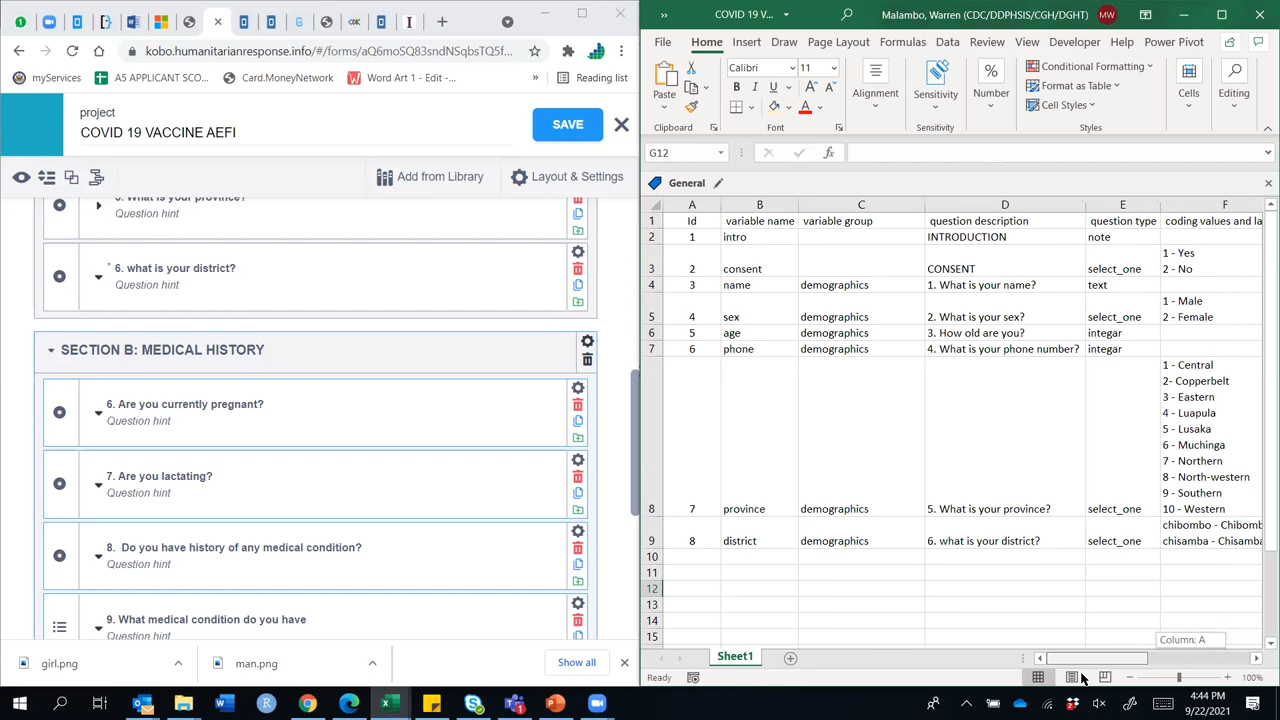 kobo.humanitarianresponse.info/#/forms/aQ6moSQ83sndNSqbsTQ5f...
myServices
A5 APPLICANT SCO...
Card.MoneyNetwork
Word Art 1 - Edit -...
»
Reading list
project
COVID 19 VACCINE AEFI
SAVE
Add from Library
Layout & Settings
5. What is your province?
Question hint
* 6. what is your district?
Question hint
SECTION B: MEDICAL HISTORY
6. Are you currently pregnant?
Question hint
7. Are you lactating?
Question hint
8. Do you have history of any medical condition?
Question hint
9. What medical condition do you have
Question hint
girl.png
man.png
Show all
» COVID 19 V...
Malambo, Warren (CDC/DDPHSIS/CGH/DGHT) MW
File Home Insert Draw Page Layout Formulas Data Review View Developer Help Power Pivot
Calibri 11
Paste
B I U
Alignment
Sensitivity
Number
Conditional Formatting
Format as Table
Cell Styles
Cells
Editing
Clipboard Font Sensitivity Styles
G12 fx
General
A B C D E F
1 Id variable name variable group question description question type coding values and la
2 1 intro INTRODUCTION note
1 - Yes
3 2 consent CONSENT select_one 2 - No
4 3 name demographics 1. What is your name? text
1 - Male
5 4 sex demographics 2. What is your sex? select_one 2 - Female
6 5 age demographics 3. How old are you? integar
7 6 phone demographics 4. What is your phone number? integar
1 - Central
2- Copperbelt
3 - Eastern
4 - Luapula
5 - Lusaka
6 - Muchinga
7 - Northern
8 - North-western
9 - Southern
8 7 province demographics 5. What is your province? select_one 10 - Western
chibombo - Chibomb
9 8 district demographics 6. what is your district? select_one chisamba - Chisamba
10
11
12
13
14
15
Column: A
Sheet1
Ready
100%
4:44 PM
9/22/2021